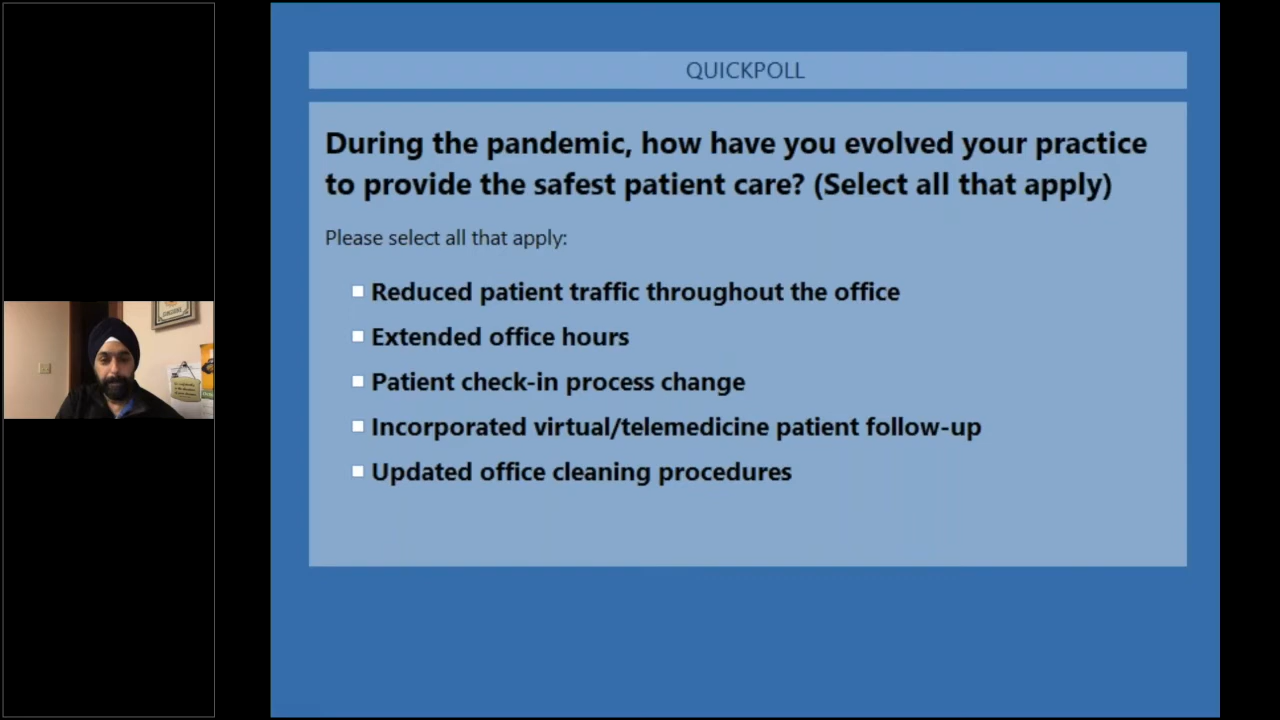 QUICKPOLL
During the pandemic, how have you evolved your practice
to provide the safest patient care? (Select all that apply)
Please select all that apply:
Reduced patient traffic throughout the office
Extended office hours
Patient check-in process change
Incorporated virtual/telemedicine patient follow-up
Updated office cleaning procedures